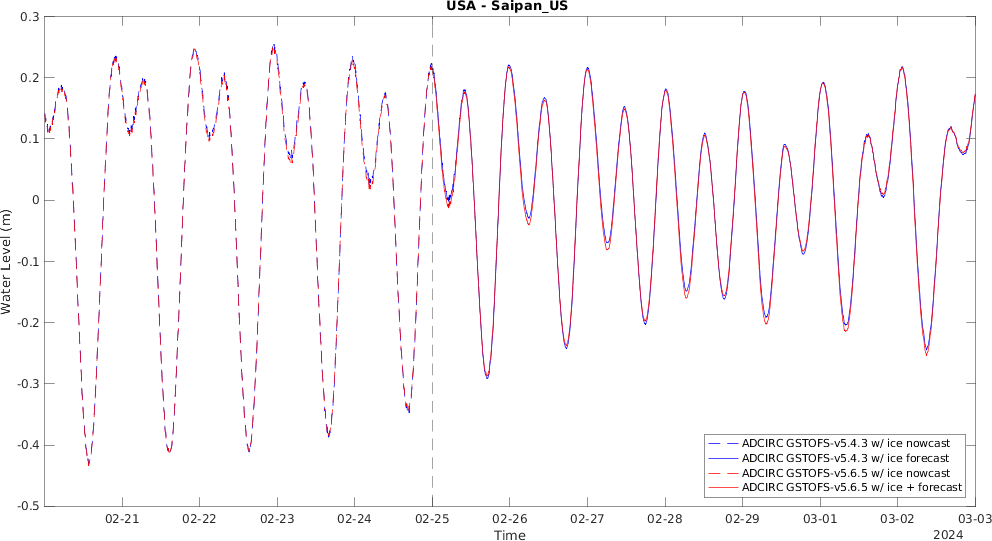 USA - Saipan_US
0.3
0.2
0.1
0
-0.1
-0.2
-0.3
-0.4
-0.5
Water Level (m)
ADCIRC GSTOFS-v5.4.3 w/ ice nowcast
ADCIRC GSTOFS-v5.4.3 w/ ice forecast
ADCIRC GSTOFS-v5.6.5 w/ ice nowcast
ADCIRC GSTOFS-v5.6.5 w/ ice + forecast
02-21 02-22 02-23 02-24 02-25 02-26 02-27 02-28 02-29 03-01 03-02 03-03
Time
2024